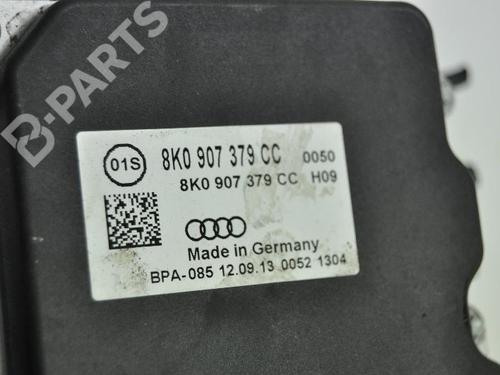 B-PARTS
01S
8K0 907 379 CC 0050
8K0 907 379 CC H09
Made in Germany
BPA-085 12.09.13 0052 1304